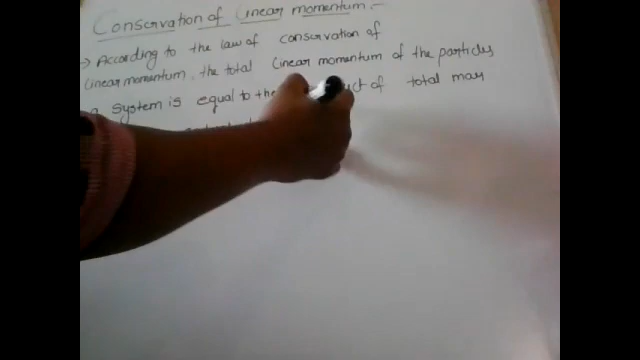 Conservation of Linear momentum :-
→ According to the law of conservation of
Linear momentum, the total linear momentum of the particles
system is equal to the of total mass